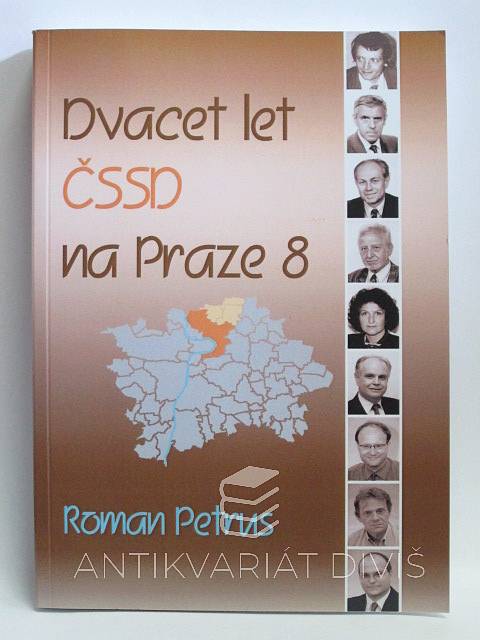 Dvacet let
ČSSD
na Praze 8
Roman Petrus
ANTIKVARIÁT DIVIŠ